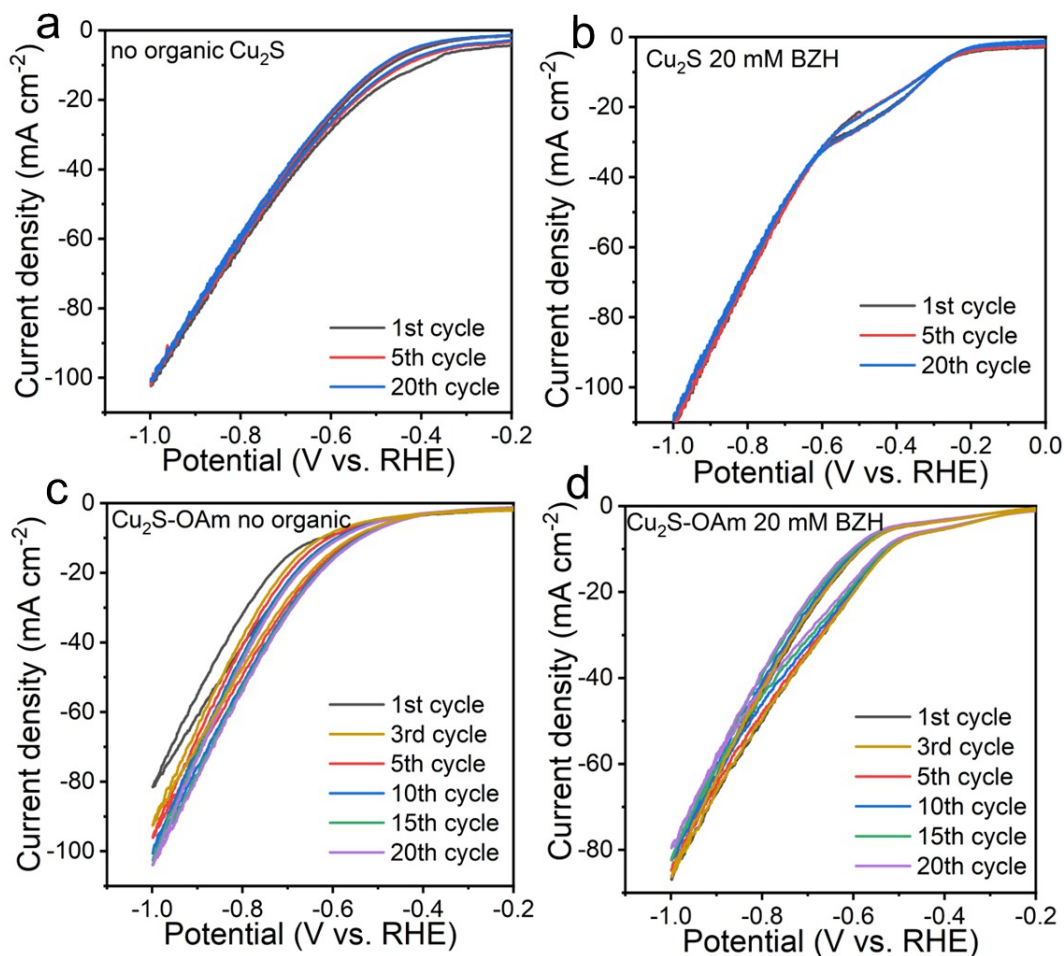 a
no organic Cu₂S
Current density (mA cm⁻²)
0
-20
-40
-60
-80
-100
1st cycle
5th cycle
20th cycle
-1.0 -0.8 -0.6 -0.4 -0.2
Potential (V vs. RHE)
b
Cu₂S 20 mM BZH
Current density (mA cm⁻²)
0
-20
-40
-60
-80
-100
1st cycle
5th cycle
20th cycle
-1.0 -0.8 -0.6 -0.4 -0.2 0.0
Potential (V vs. RHE)
c
Cu₂S-OAm no organic
Current density (mA cm⁻²)
0
-20
-40
-60
-80
-100
1st cycle
3rd cycle
5th cycle
10th cycle
15th cycle
20th cycle
-1.0 -0.8 -0.6 -0.4 -0.2
Potential (V vs. RHE)
d
Cu₂S-OAm 20 mM BZH
Current density (mA cm⁻²)
0
-20
-40
-60
-80
1st cycle
3rd cycle
5th cycle
10th cycle
15th cycle
20th cycle
-1.0 -0.8 -0.6 -0.4 -0.2
Potential (V vs. RHE)